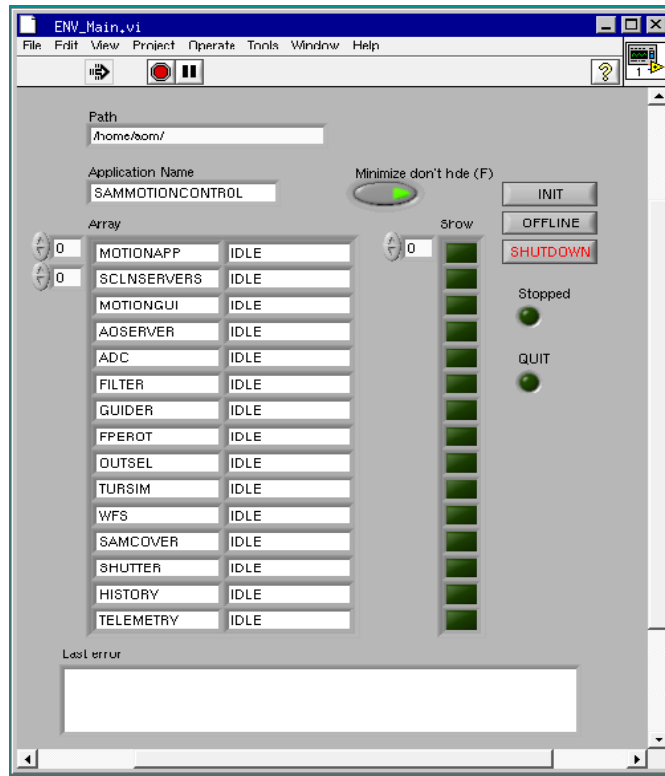 ENV_Main.vi
File Edit View Project Operate Tools Window Help
1
Path
/home/aom/
Application Name
SAMMOTIONCONTROL
Minimize don't hde (F)
INIT
OFFLINE
SHUTDOWN
Array
Show
0
0
0
MOTIONAPP IDLE
SCLNSERVERS IDLE
MOTIONGUI IDLE
AOSERVER IDLE
ADC IDLE
FILTER IDLE
GUIDER IDLE
FPEROT IDLE
OUTSEL IDLE
TURSIM IDLE
WFS IDLE
SAMCOVER IDLE
SHUTTER IDLE
HISTORY IDLE
TELEMETRY IDLE
Stopped
QUIT
Last error